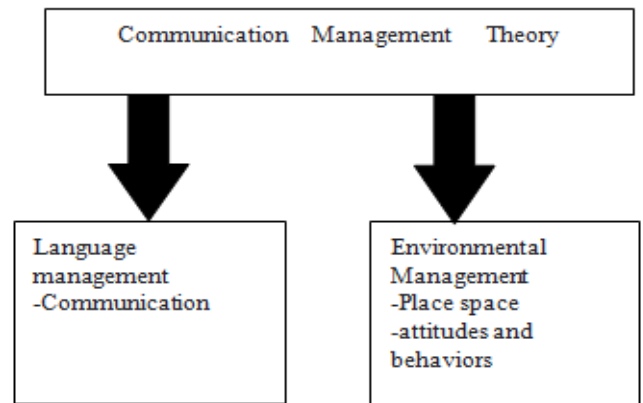 Communication Management Theory
Language
management
-Communication
Environmental
Management
-Place space
-attitudes and
behaviors